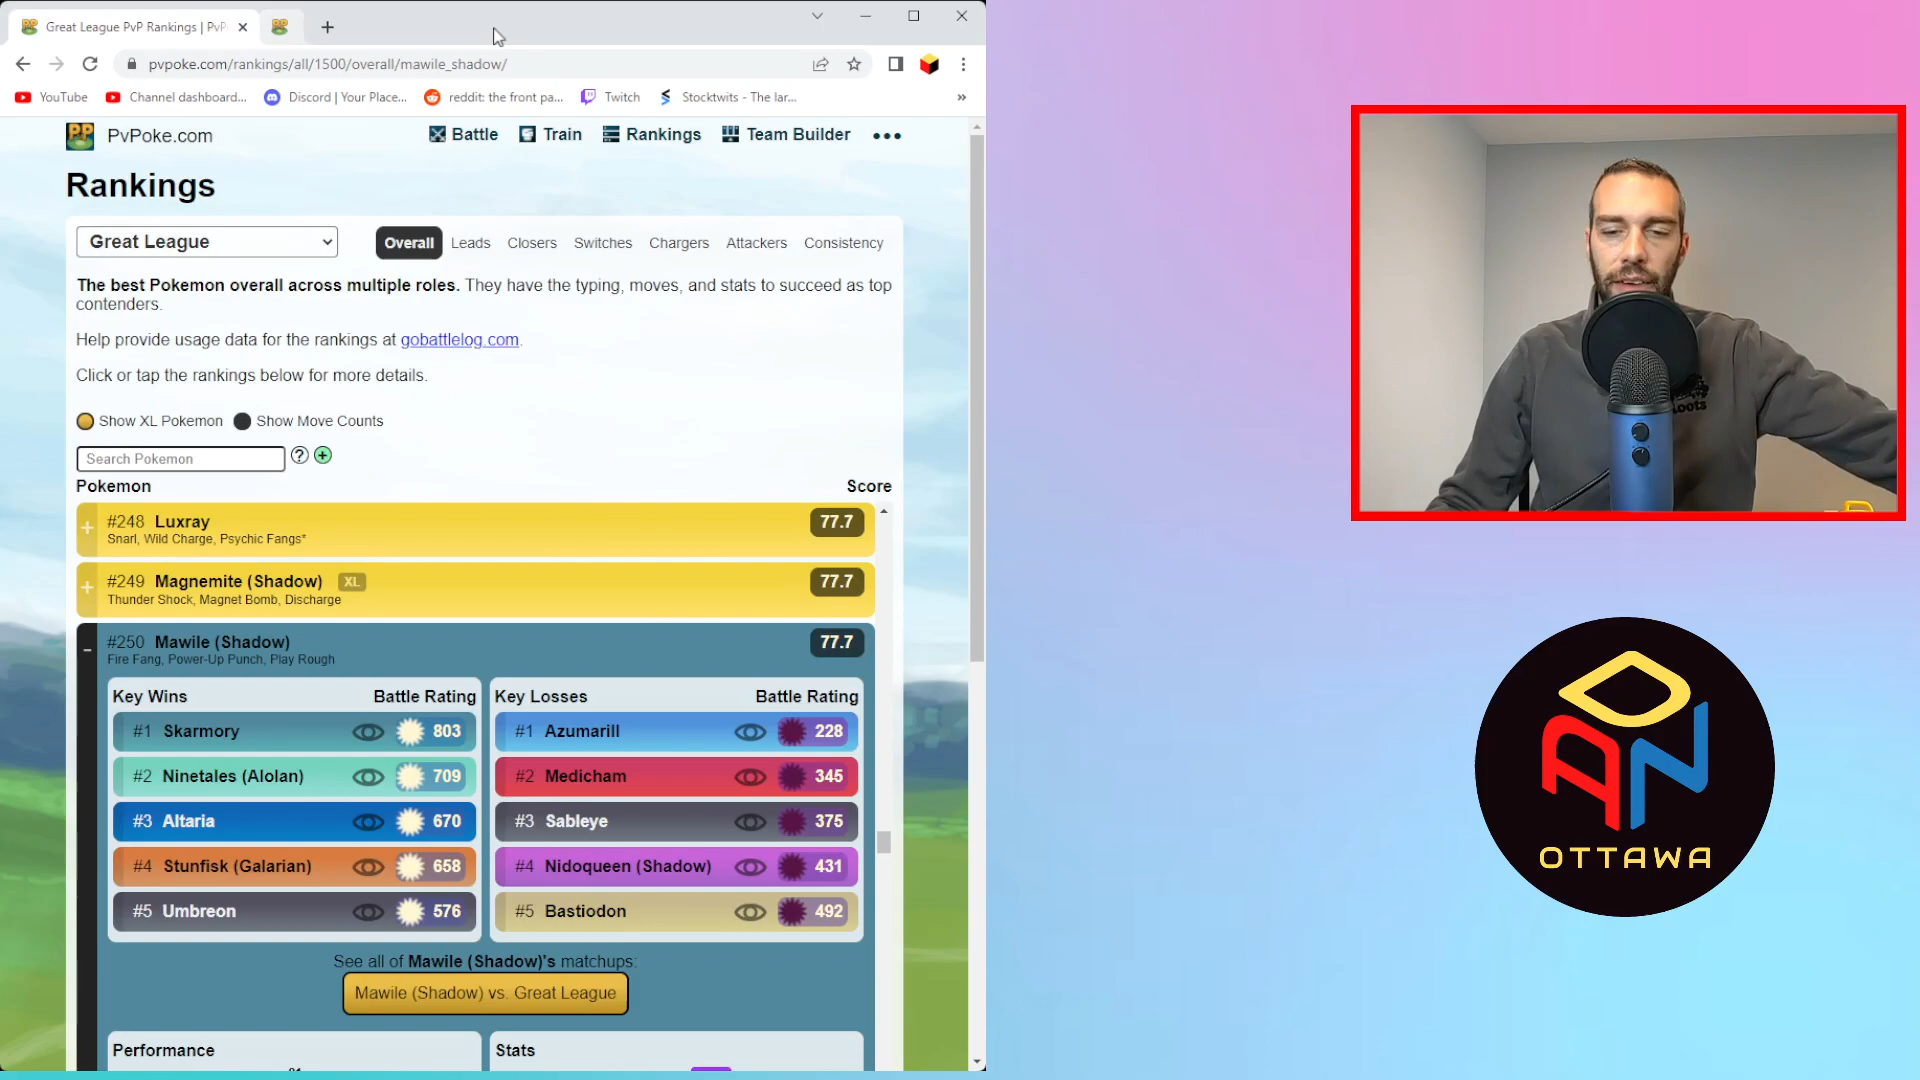 Great League PvP Rankings | PvP
pvpoke.com/rankings/all/1500/overall/mawile_shadow/
YouTube
Channel dashboard...
Discord | Your Place...
reddit: the front pa...
Twitch
Stocktwits - The lar...
»
PvPoke.com
Battle
Train
Rankings
Team Builder
Rankings
Great League
Overall
Leads
Closers
Switches
Chargers
Attackers
Consistency
The best Pokemon overall across multiple roles. They have the typing, moves, and stats to succeed as top
contenders.
Help provide usage data for the rankings at gobattlelog.com.
Click or tap the rankings below for more details.
Show XL Pokemon
Show Move Counts
Search Pokemon
?
+
Pokemon
Score
+ #248 Luxray 77.7
Snarl, Wild Charge, Psychic Fangs*
+ #249 Magnemite (Shadow) XL 77.7
Thunder Shock, Magnet Bomb, Discharge
- #250 Mawile (Shadow) 77.7
Fire Fang, Power-Up Punch, Play Rough
Key Wins Battle Rating
#1 Skarmory 803
#2 Ninetales (Alolan) 709
#3 Altaria 670
#4 Stunfisk (Galarian) 658
#5 Umbreon 576
Key Losses Battle Rating
#1 Azumarill 228
#2 Medicham 345
#3 Sableye 375
#4 Nidoqueen (Shadow) 431
#5 Bastiodon 492
See all of Mawile (Shadow)'s matchups:
Mawile (Shadow) vs. Great League
Performance
Stats
OTTAWA